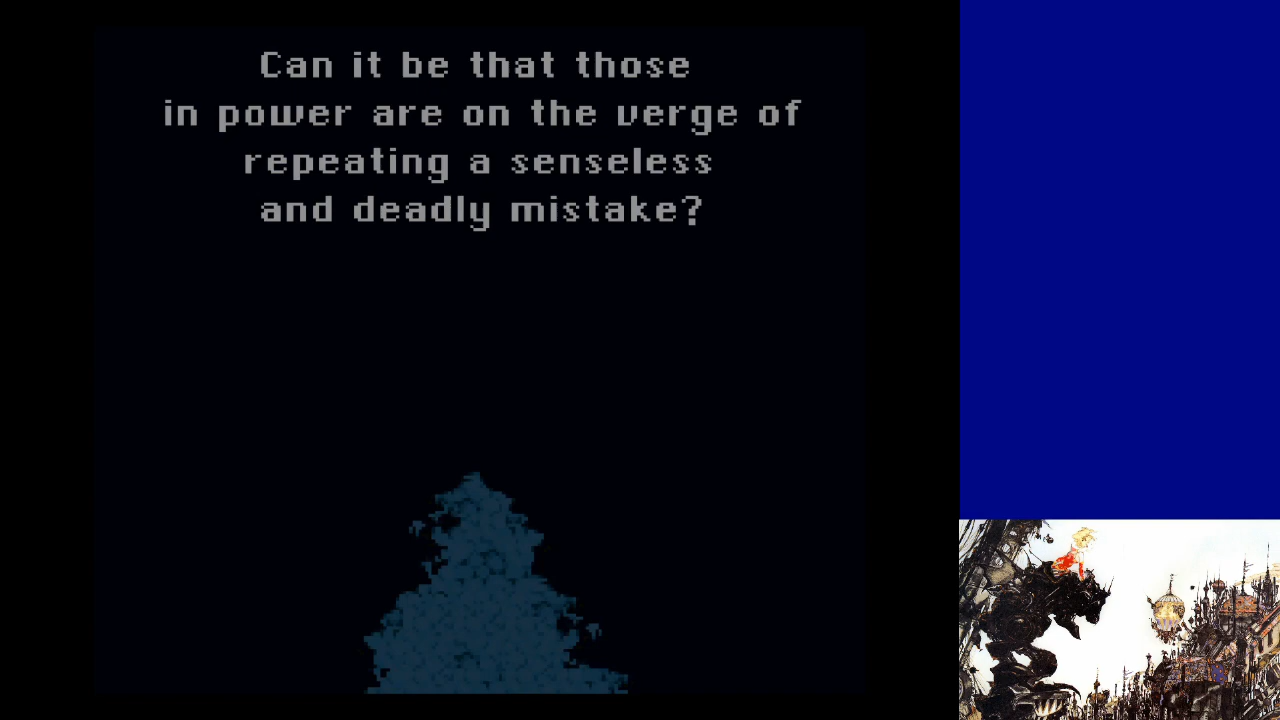 Can it be that those
in power are on the verge of
repeating a senseless
and deadly mistake?